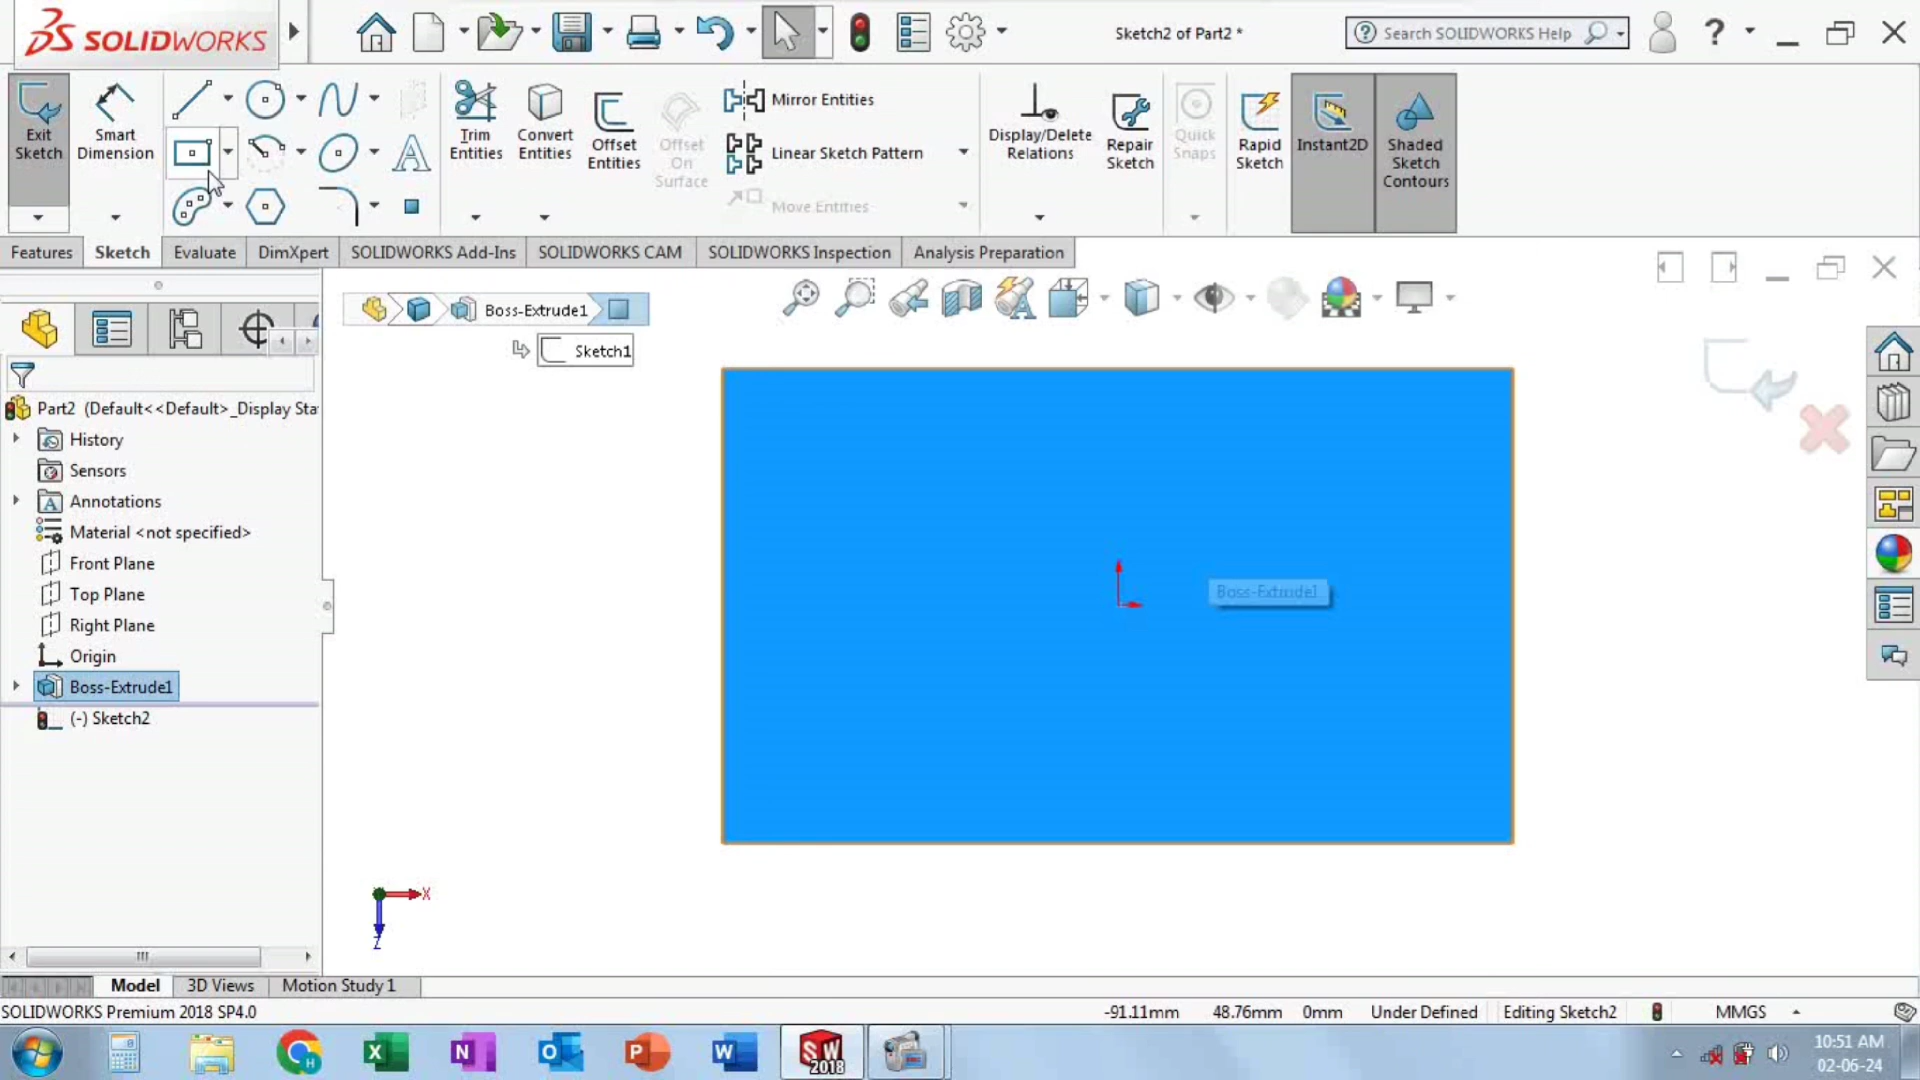 SOLIDWORKS
Sketch2 of Part2 *
Search SOLIDWORKS Help
Exit Sketch
Smart Dimension
Trim Entities
Convert Entities
Offset Entities
Offset On Surface
Mirror Entities
Linear Sketch Pattern
Move Entities
Display/Delete Relations
Repair Sketch
Quick Snaps
Rapid Sketch
Instant2D
Shaded Sketch Contours
Features
Sketch
Evaluate
DimXpert
SOLIDWORKS Add-Ins
SOLIDWORKS CAM
SOLIDWORKS Inspection
Analysis Preparation
Boss-Extrude1
Sketch1
Part2 (Default<<Default>_Display Sta
History
Sensors
Annotations
Material <not specified>
Front Plane
Top Plane
Right Plane
Origin
Boss-Extrude1
(-) Sketch2
Boss-Extrude1
X
Z
Model
3D Views
Motion Study 1
SOLIDWORKS Premium 2018 SP4.0
-91.11mm
48.76mm
0mm
Under Defined
Editing Sketch2
MMGS
SW
2018
10:51 AM
02-06-24